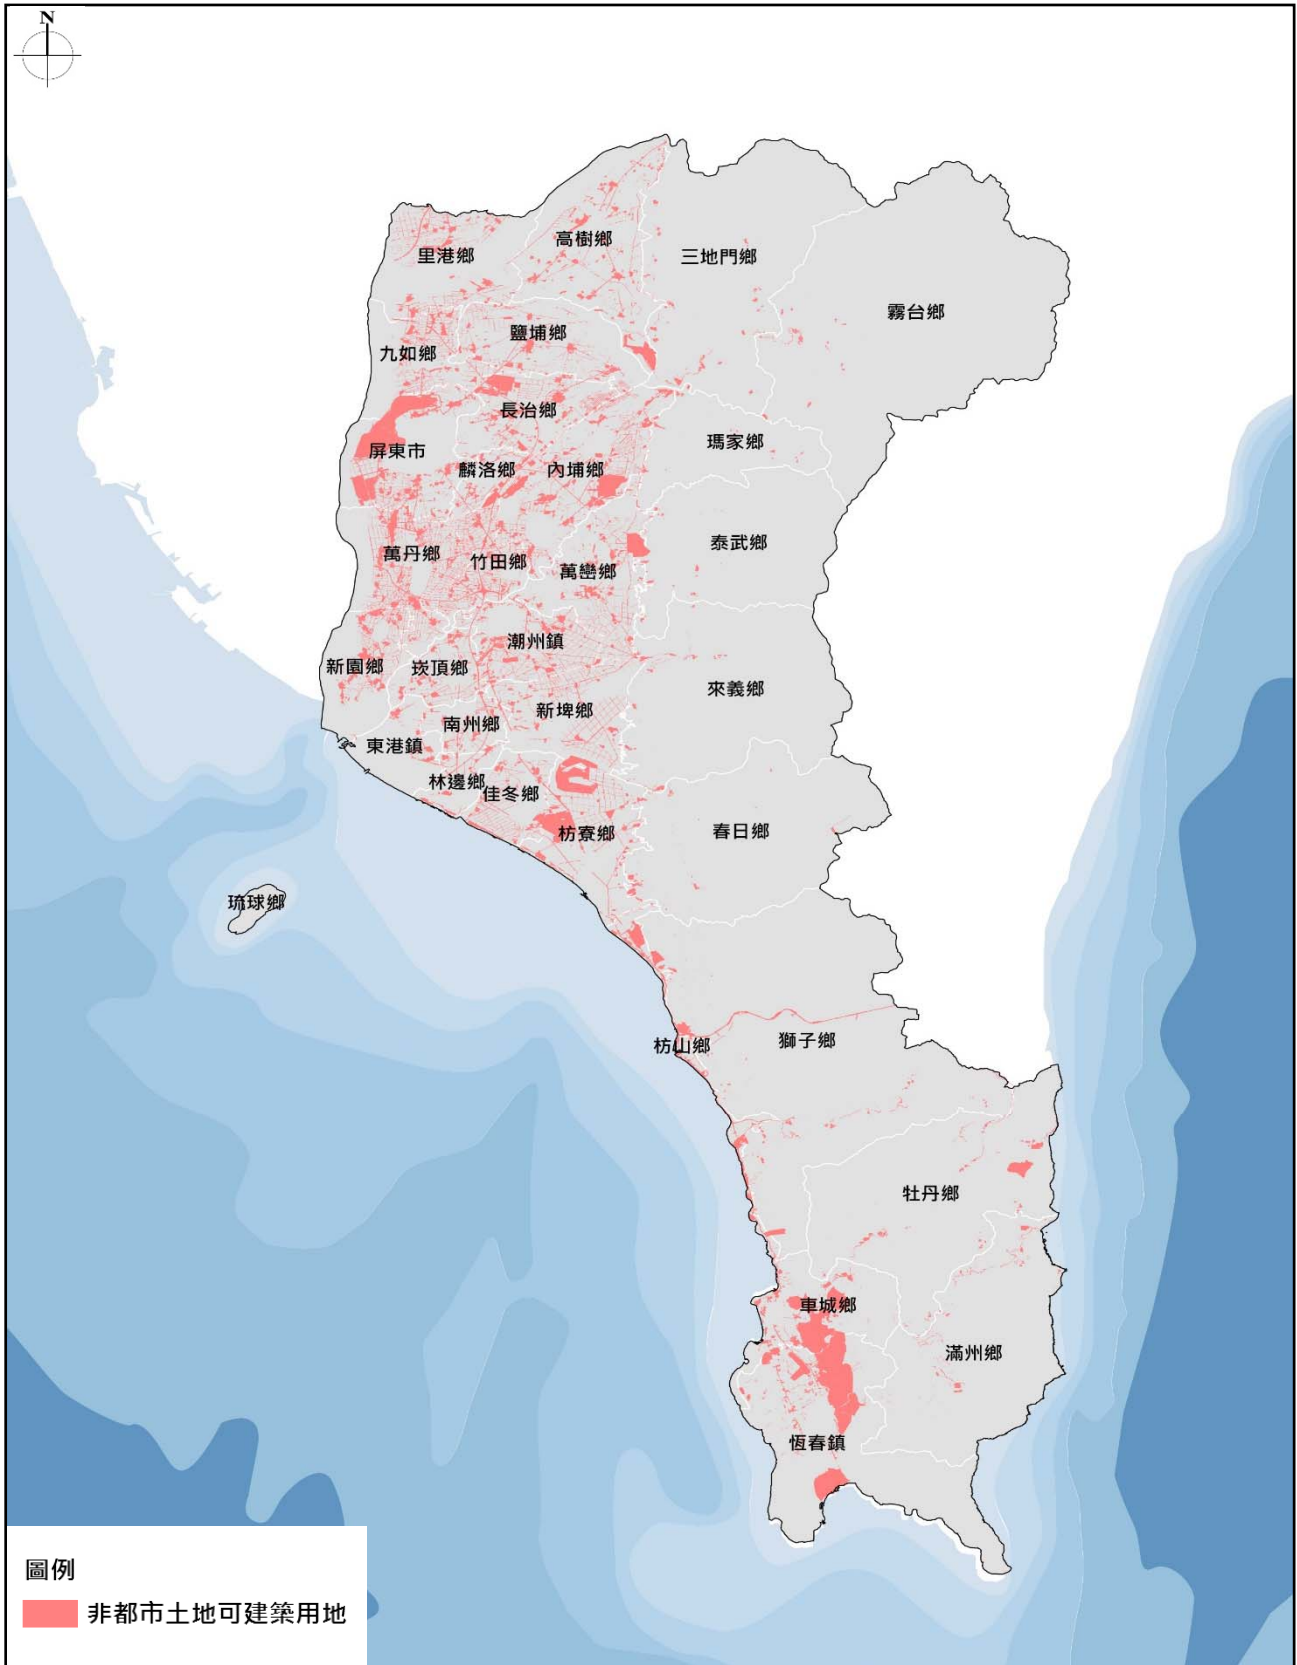 N
高樹鄉
里港鄉
三地門鄉
霧台鄉
鹽埔鄉
九如鄉
長治鄉
瑪家鄉
屏東市
麟洛鄉
內埔鄉
泰武鄉
萬丹鄉
竹田鄉
萬巒鄉
潮州鎮
新園鄉
崁頂鄉
來義鄉
新埤鄉
南州鄉
東港鎮
林邊鄉
佳冬鄉
枋寮鄉
春日鄉
琉球鄉
獅子鄉
枋山鄉
牡丹鄉
車城鄉
滿州鄉
恆春鎮
圖例
非都市土地可建築用地